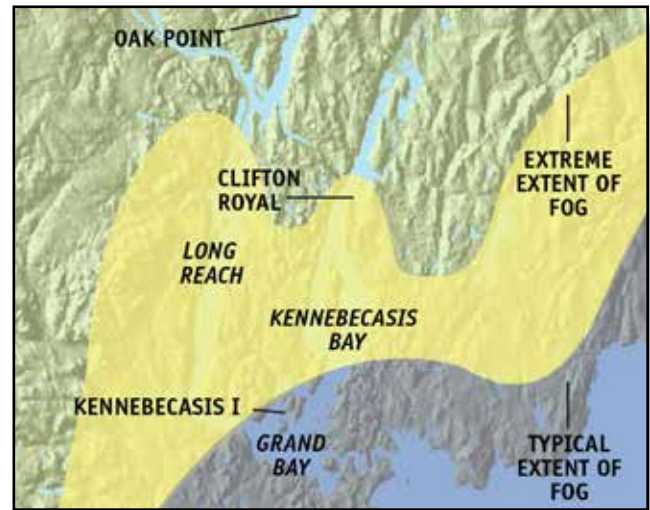 OAK POINT
EXTREME
EXTENT OF
FOG
CLIFTON
ROYAL
LONG
REACH
KENNEBECASIS
BAY
KENNEBECASIS I
GRAND
BAY
TYPICAL
EXTENT OF
FOG